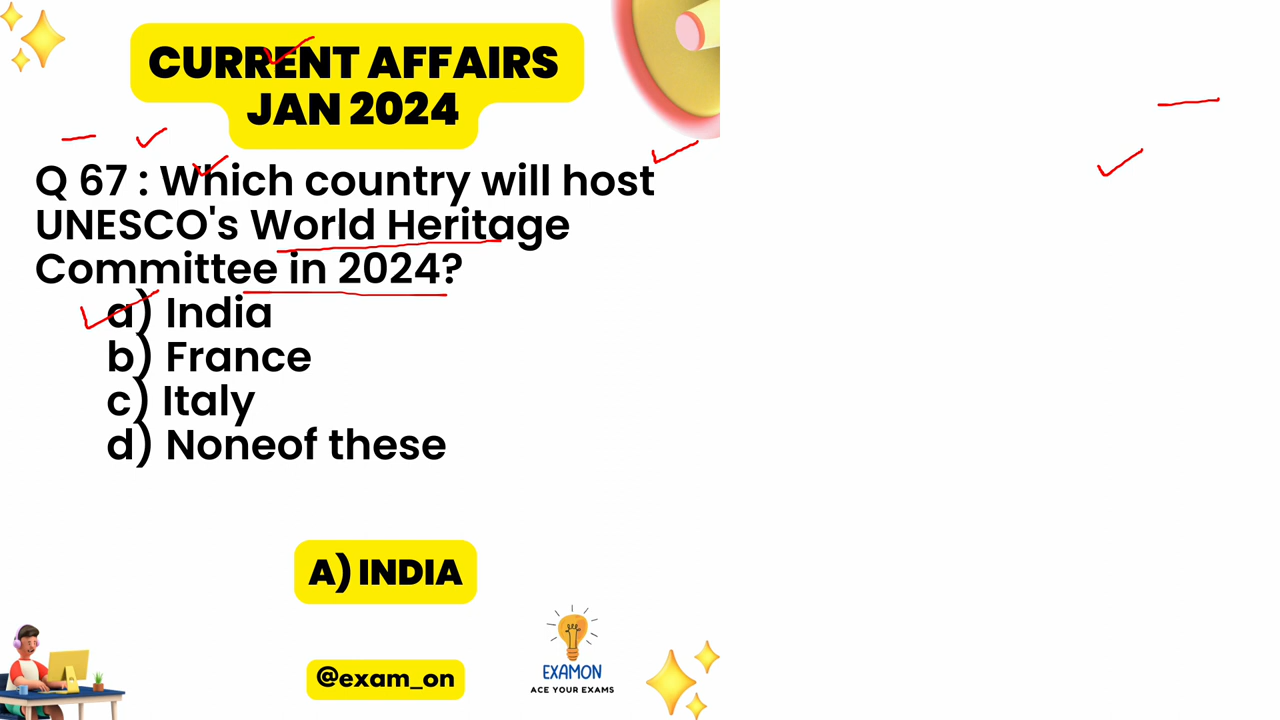 CURRENT AFFAIRS
JAN 2024
Q 67 : Which country will host
UNESCO's World Heritage
Committee in 2024?
a) India
b) France
c) Italy
d) Noneof these
A) INDIA
@exam_on
EXAMON
ACE YOUR EXAMS